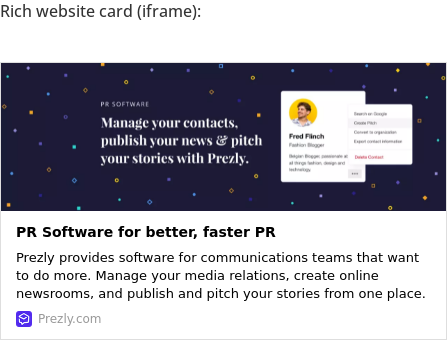 Rich website card (iframe):
PR SOFTWARE
Manage your contacts,
publish your news & pitch
your stories with Prezly.
Fred Flinch
Fashion Blogger
Belgian Blogger, passionate ab
all things fashion, design and
technology.
Search on Google
Create Pitch
Convert to organization
Export contact information
Delete Contact
PR Software for better, faster PR
Prezly provides software for communications teams that want
to do more. Manage your media relations, create online
newsrooms, and publish and pitch your stories from one place.
Prezly.com